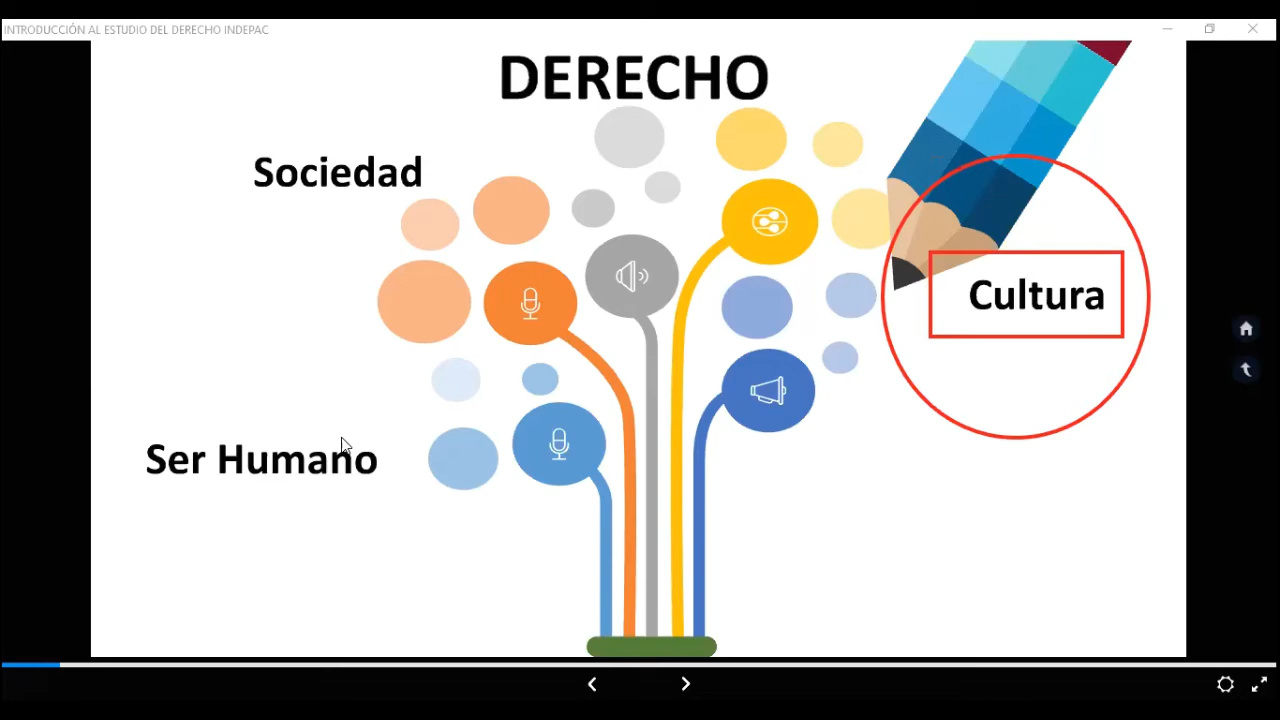 INTRODUCCIÓN AL ESTUDIO DEL DERECHO INDEPAC
DERECHO
Sociedad
Cultura
Ser Humano